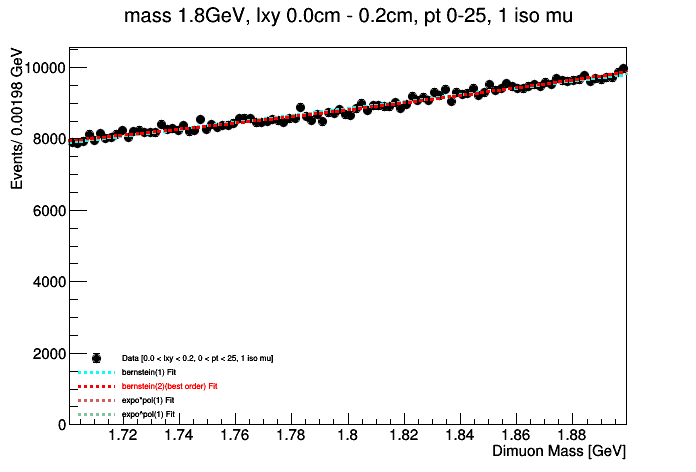 mass 1.8GeV, lxy 0.0cm - 0.2cm, pt 0-25, 1 iso mu
Events/ 0.00198 GeV
10000
8000
6000
4000
2000
0
Data [0.0 < lxy < 0.2, 0 < pt < 25, 1 iso mu]
bernstein(1) Fit
bernstein(2)(best order) Fit
expo*pol(1) Fit
expo^pol(1) Fit
1.72 1.74 1.76 1.78 1.8 1.82 1.84 1.86 1.88
Dimuon Mass [GeV]